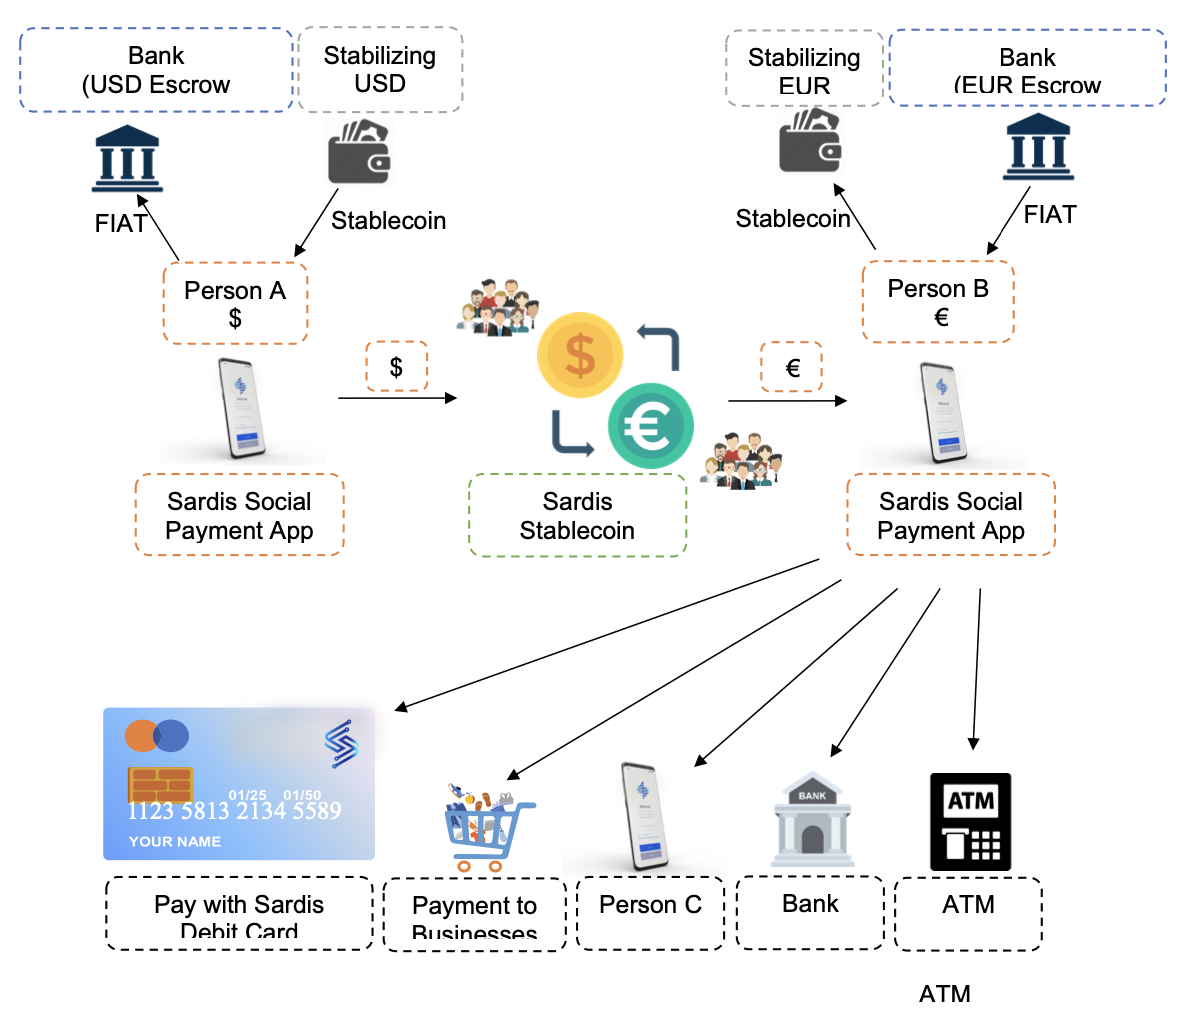 Bank
(USD Escrow
Stabilizing
USD
Stabilizing
EUR
Bank
(EUR Escrow
FIAT
Stablecoin
Stablecoin
FIAT
Person A
$
Person B
€
$
€
$
€
Sardis Social
Payment App
Sardis
Stablecoin
Sardis Social
Payment App
01/25 01/50
1123 5813 2134 5589
YOUR NAME
BANK
ATM
Pay with Sardis
Debit Card
Payment to
Businesses
Person C
Bank
ATM
ATM